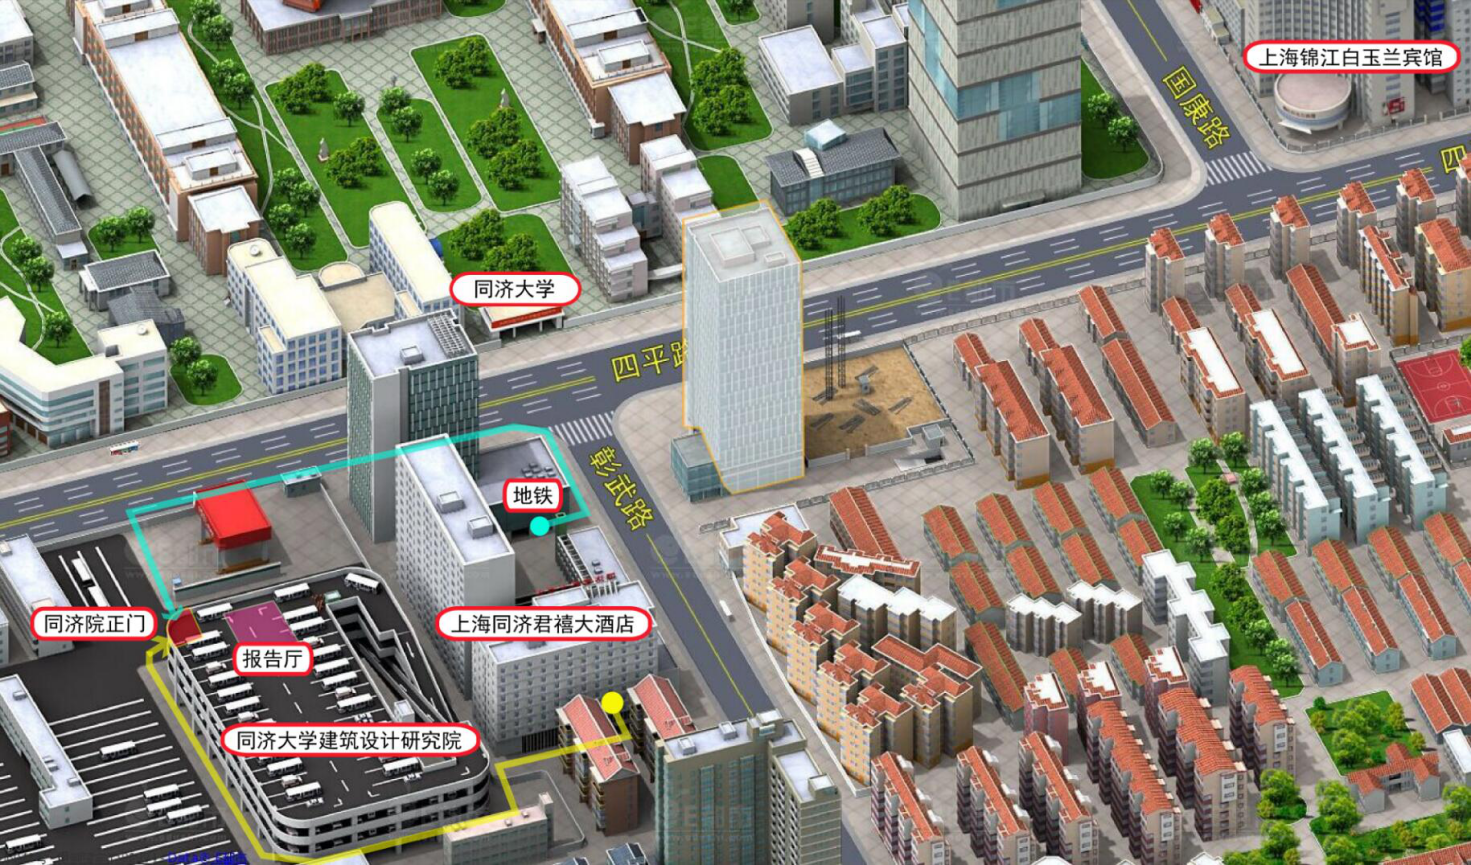 上海锦江白玉兰宾馆
国康路
四
同济大学
四平路
彰武路
地铁
同济院正门
上海同济君禧大酒店
报告厅
同济大学建筑设计研究院